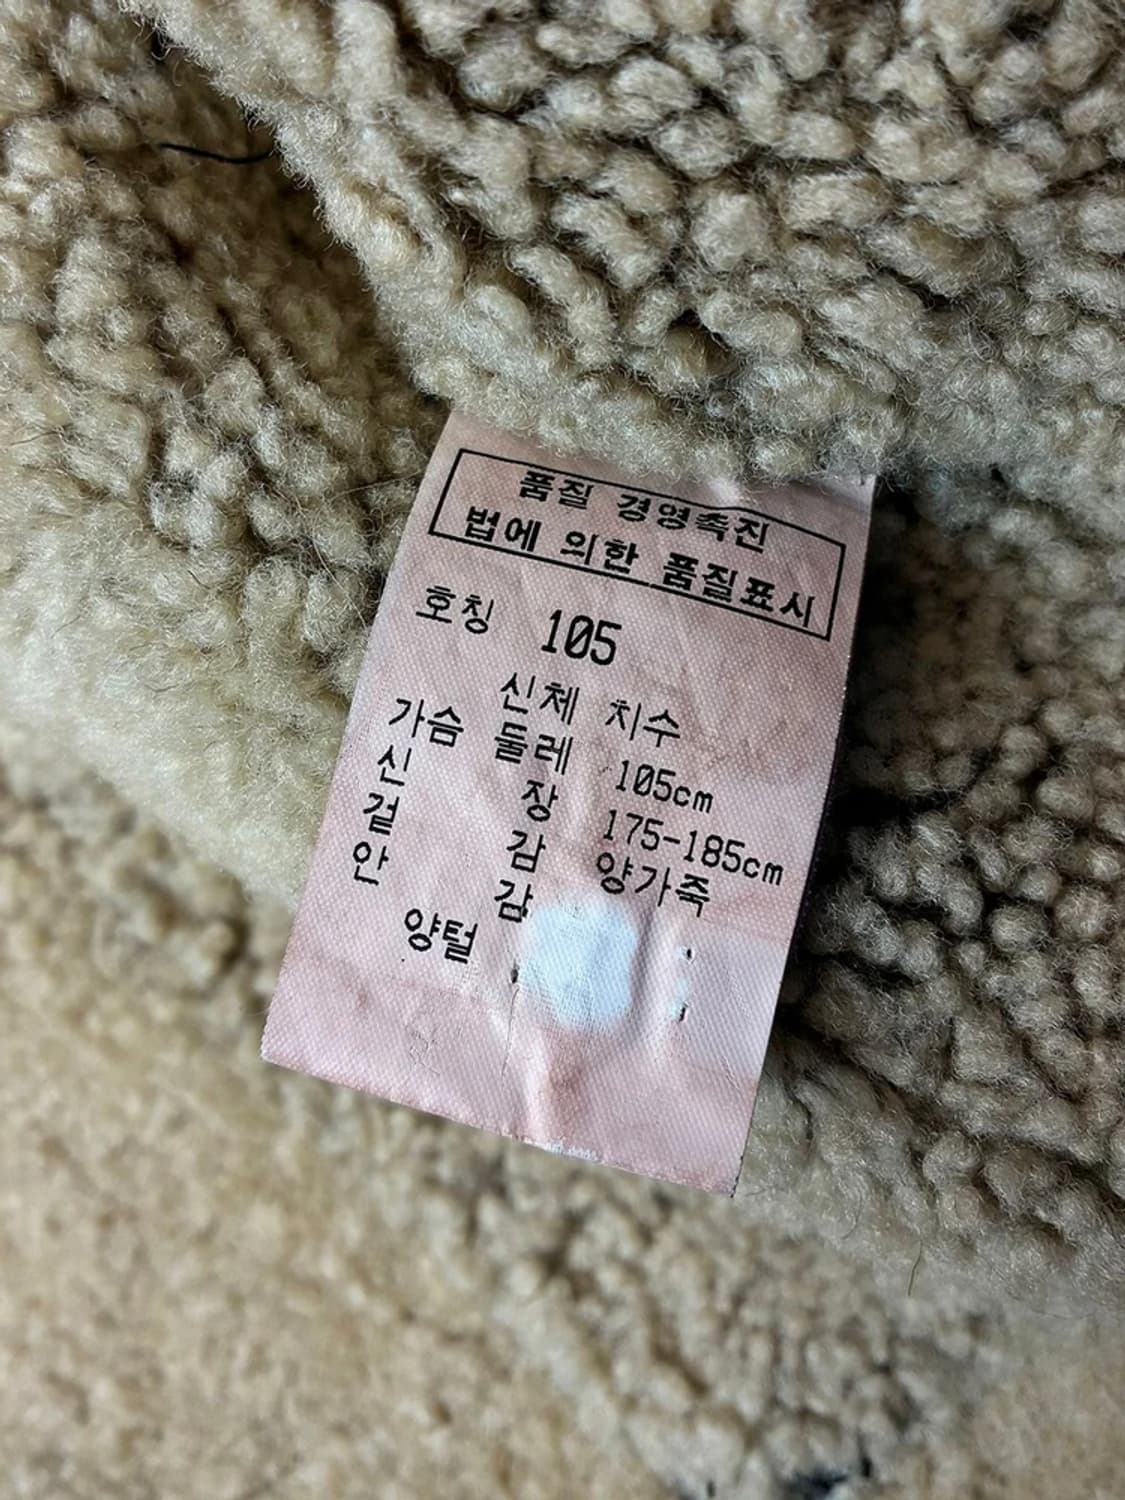 품질 경영촉진
법에 의한 품질표시
호칭 105
신체 치수
가슴 둘레 105cm
신 장 175-185cm
겉 감 양가죽
안 감
양털